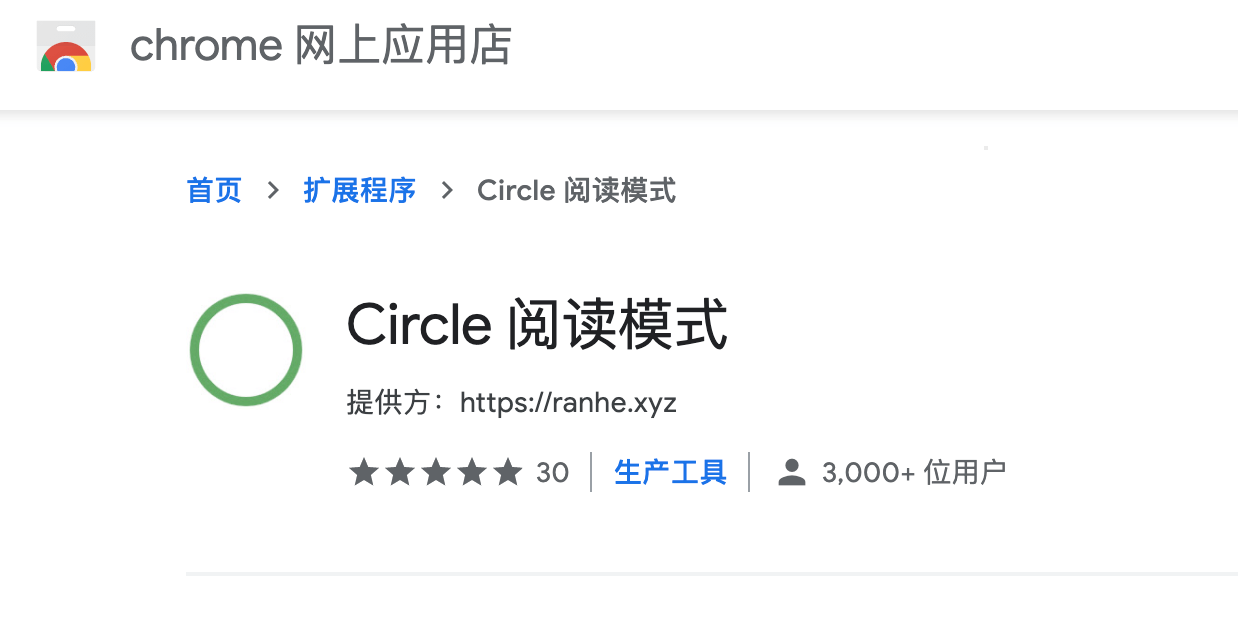 chrome 网上应用店
首页 > 扩展程序 > Circle 阅读模式
Circle 阅读模式
提供方：https://ranhe.xyz
★★★★★ 30 | 生产工具 | 3,000+ 位用户